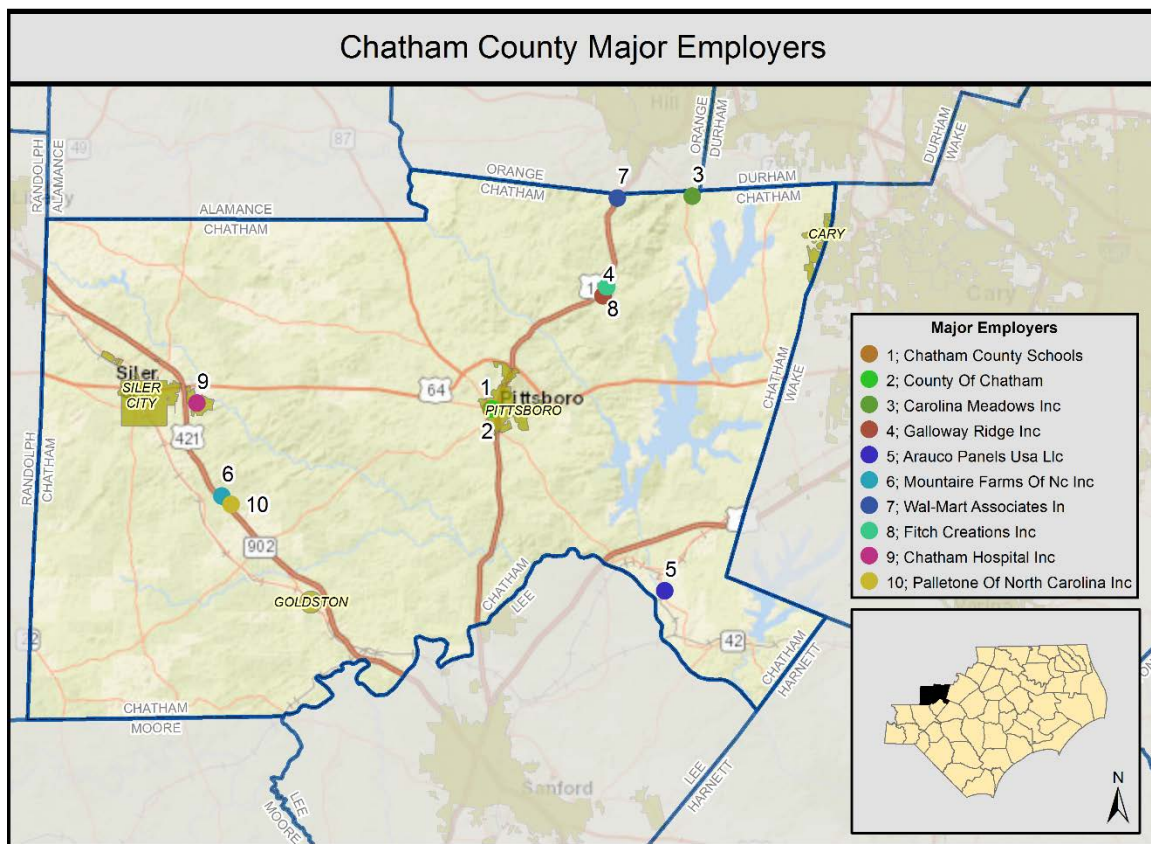 Chatham County Major Employers
Hill
ORANGE
DURHAM
DURHAM
WAKE
87
49
RANDOLPH
ALAMANCE
ORANGE
CHATHAM
7
3
DURHAM
CHATHAM
ALAMANCE
CHATHAM
CARY
Cary
4
8
Siler
SILER
CITY
9
64
1
Pittsboro
PITTSBORO
2
421
CHATHAM
WAKE
RANDOLPH
CHATHAM
6
10
902
GOLDSTON
CHATHAM
LEE
5
42
CHATHAM
HARNETT
CHATHAM
MOORE
LEE
MOORE
Sanford
LEE
HARNETT
Major Employers
1; Chatham County Schools
2; County Of Chatham
3; Carolina Meadows Inc
4; Galloway Ridge Inc
5; Arauco Panels Usa Llc
6; Mountaire Farms Of Nc Inc
7; Wal-Mart Associates In
8; Fitch Creations Inc
9; Chatham Hospital Inc
10; Palletone Of North Carolina Inc
N